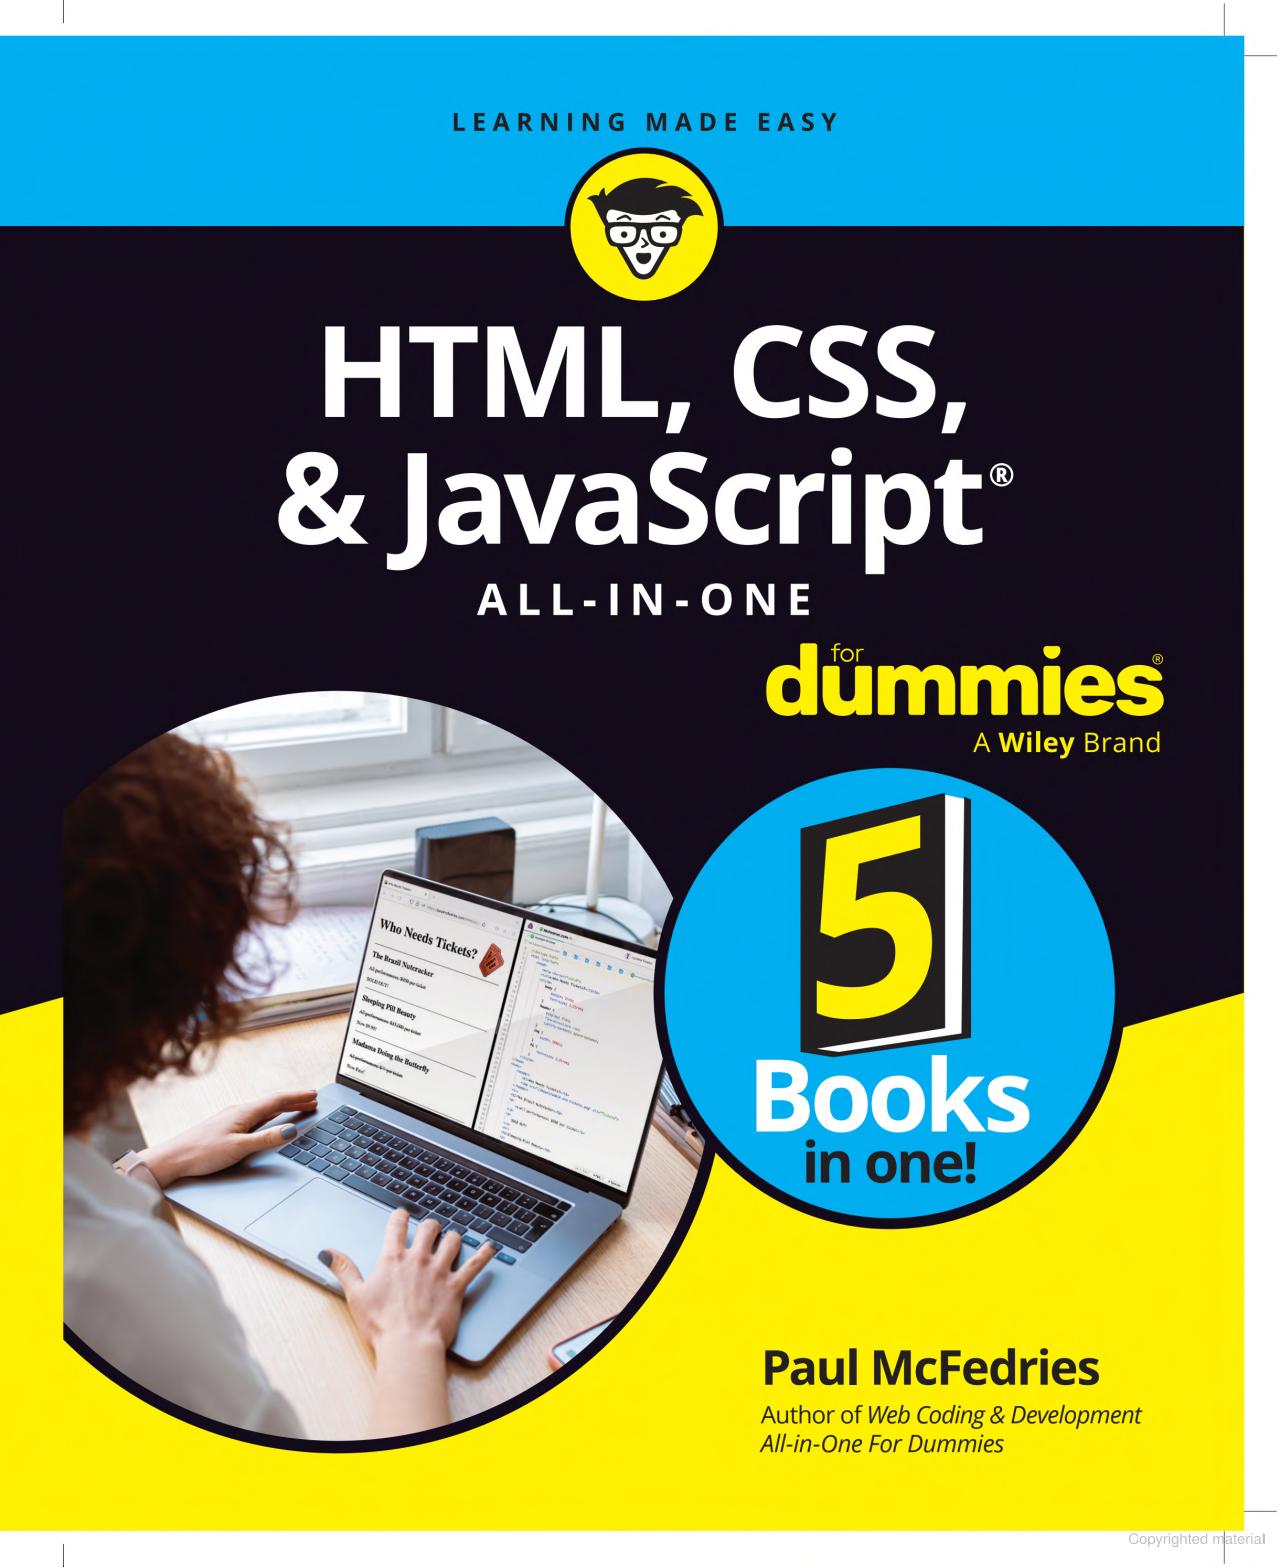 LEARNING MADE EASY
HTML, CSS,
& JavaScript®
ALL-IN-ONE
for
dummies®
A Wiley Brand
5
Books
in one!
Who Needs Tickets?
The Brazil Nutcracker
SOLD OUT!
Sleeping Pill Beauty
Madama Doing the Butterfly
Paul McFedries
Author of Web Coding & Development
All-in-One For Dummies
Copyrighted material